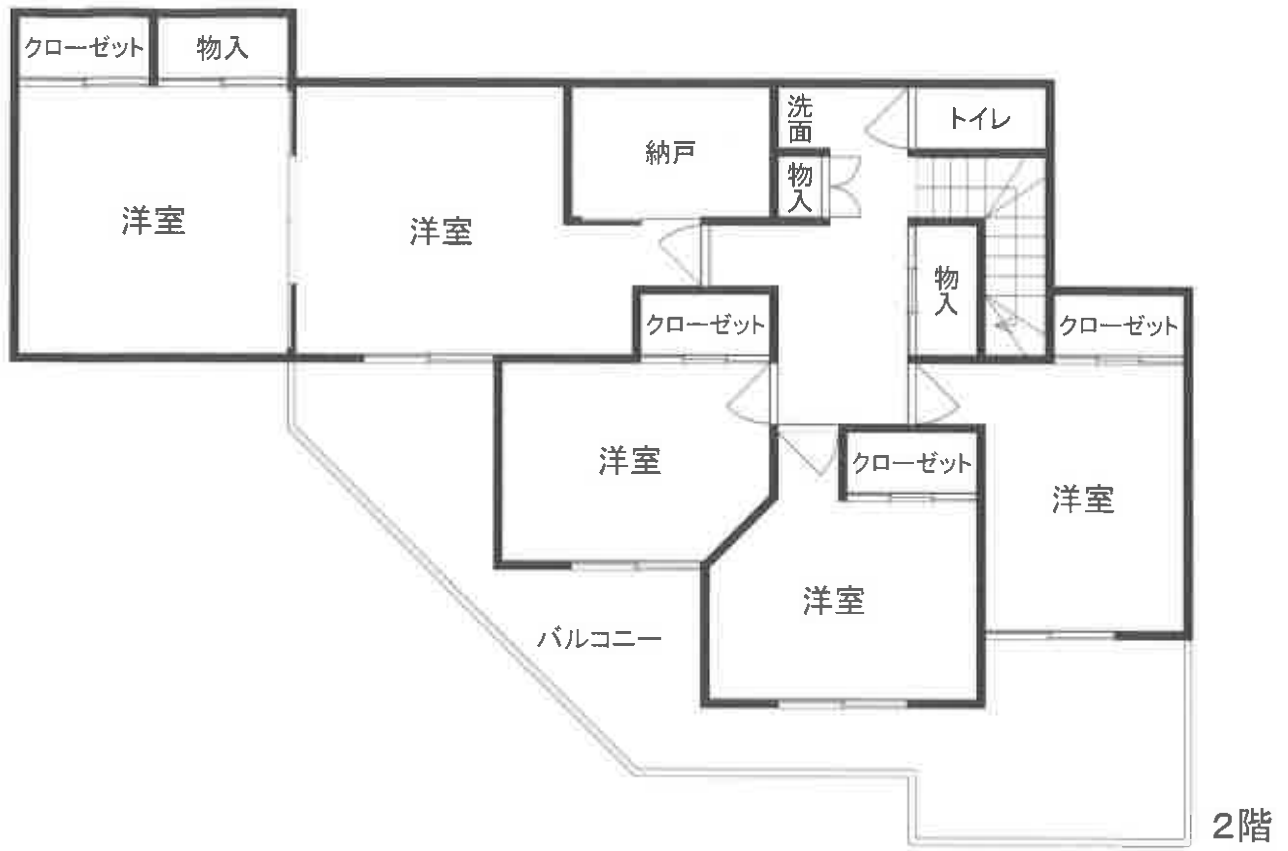 クローゼット
物入
洗面
トイレ
納戸
物入
洋室
洋室
物入
クローゼット
クローゼット
洋室
クローゼット
洋室
洋室
バルコニー
2階